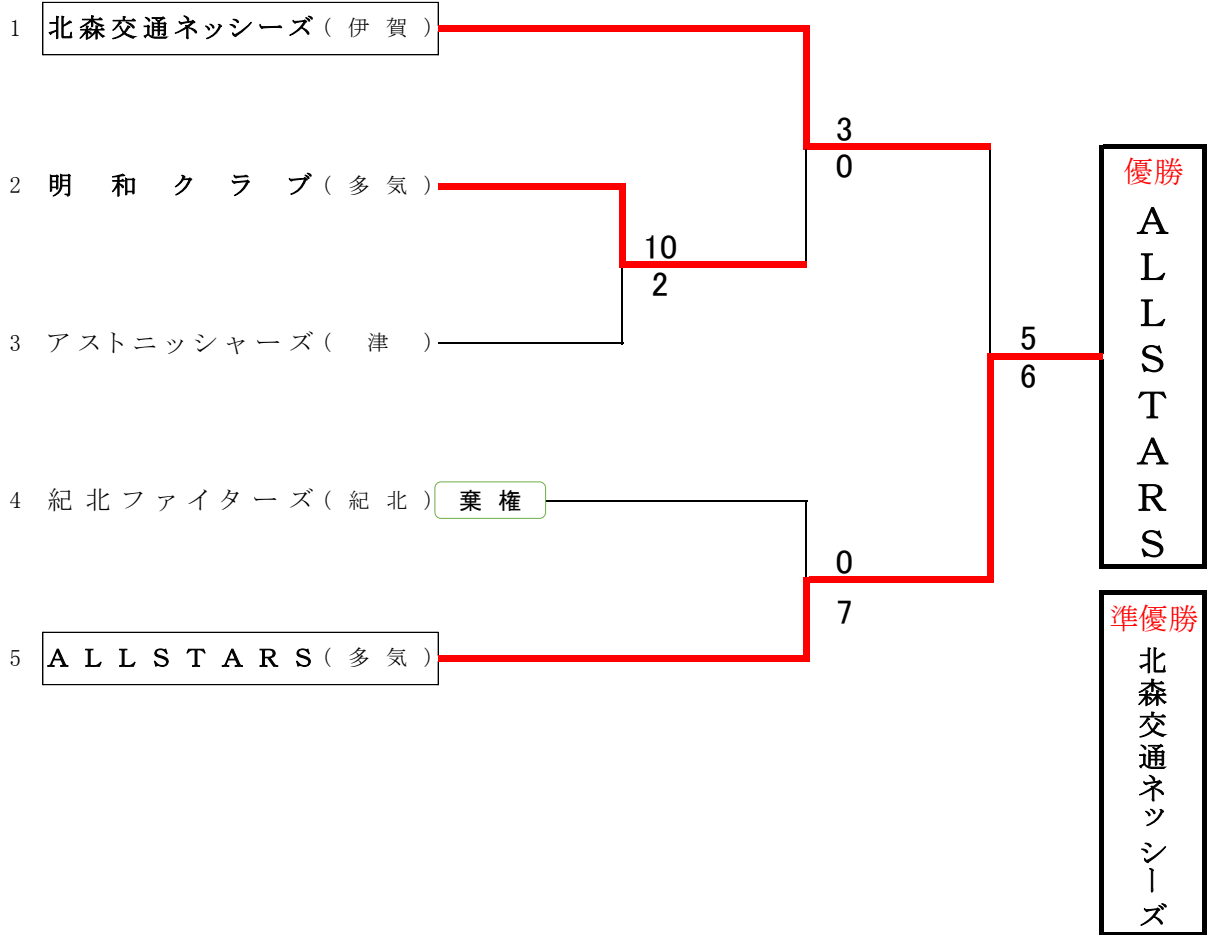 1 北森交通ネッシーズ(伊賀)
3
0
2 明和クラブ(多気)
10
2
3 アストニッシャーズ(津)
5
6
4 紀北ファイターズ(紀北) 棄権
0
7
5 ALLSTARS(多気)
優勝
ALLSTARS
準優勝
北森交通ネッシーズ